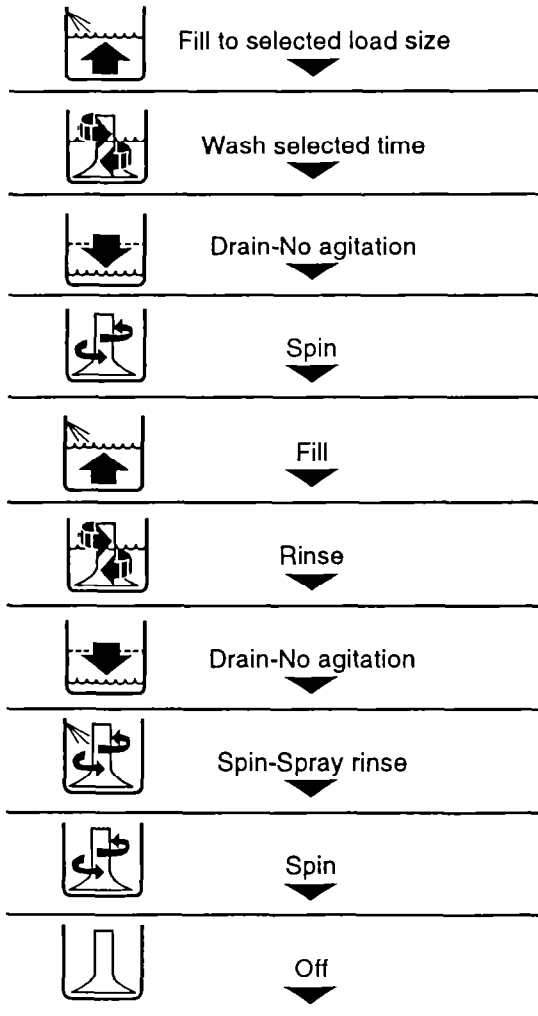 Fill to selected load size
Wash selected time
Drain-No agitation
Spin
Fill
Rinse
Drain-No agitation
Spin-Spray rinse
Spin
Off